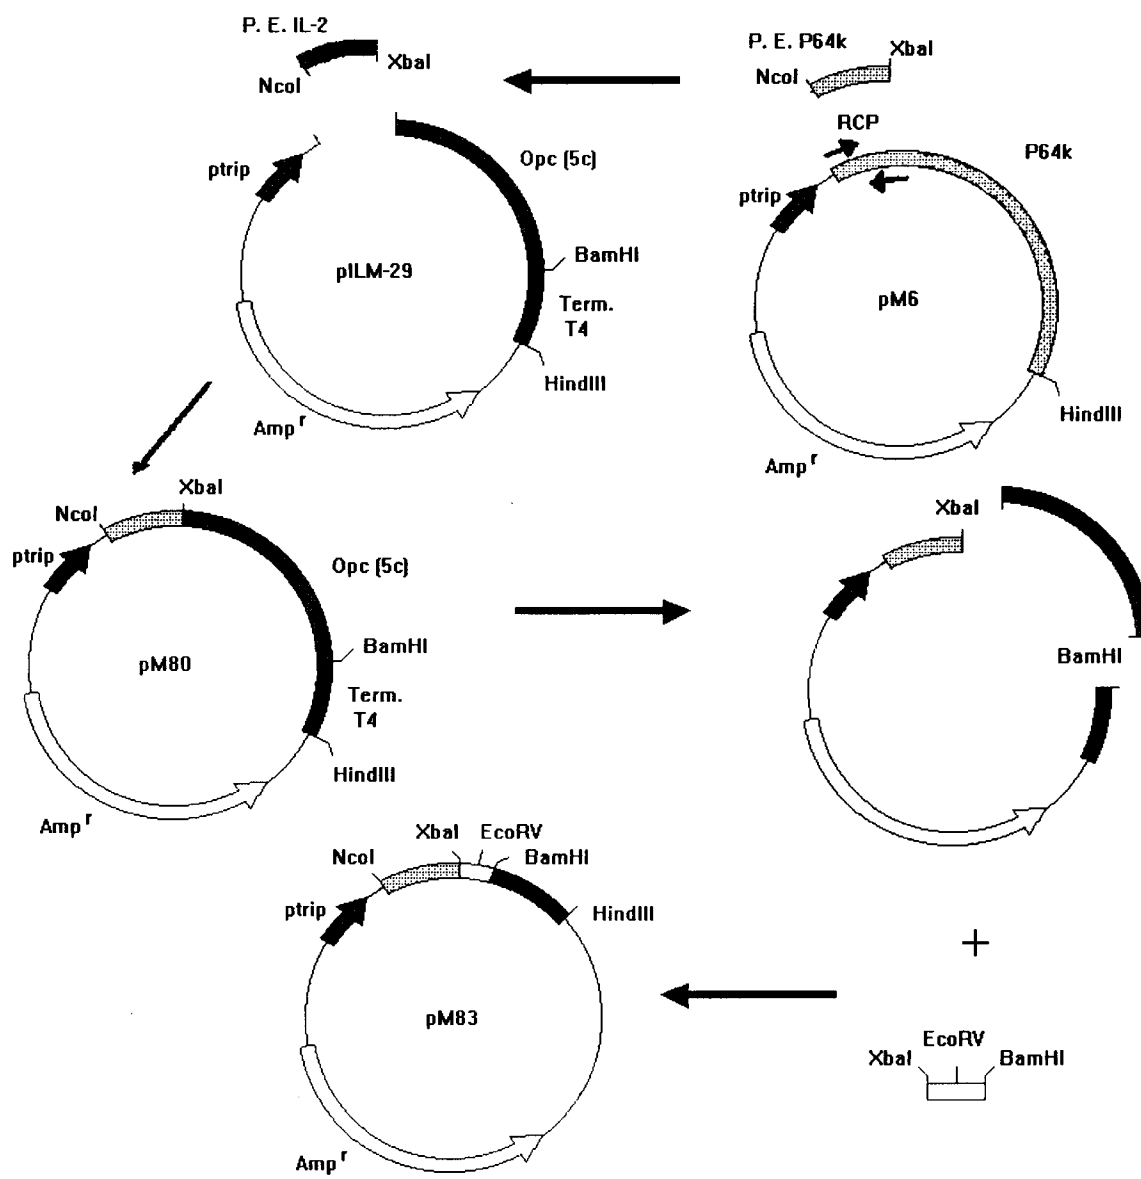 P. E. IL-2
XbaI
NcoI
P. E. P64k
XbaI
NcoI
ptrip
Opc (5c)
BamHI
pILM-29
Term.
T4
HindIII
Amp r
RCP
P64k
ptrip
pM6
HindIII
Amp r
XbaI
NcoI
ptrip
Opc (5c)
BamHI
pM80
Term.
T4
HindIII
Amp r
XbaI
BamHI
XbaI
EcoRV
NcoI
BamHI
ptrip
HindIII
pM83
Amp r
+
EcoRV
XbaI
BamHI